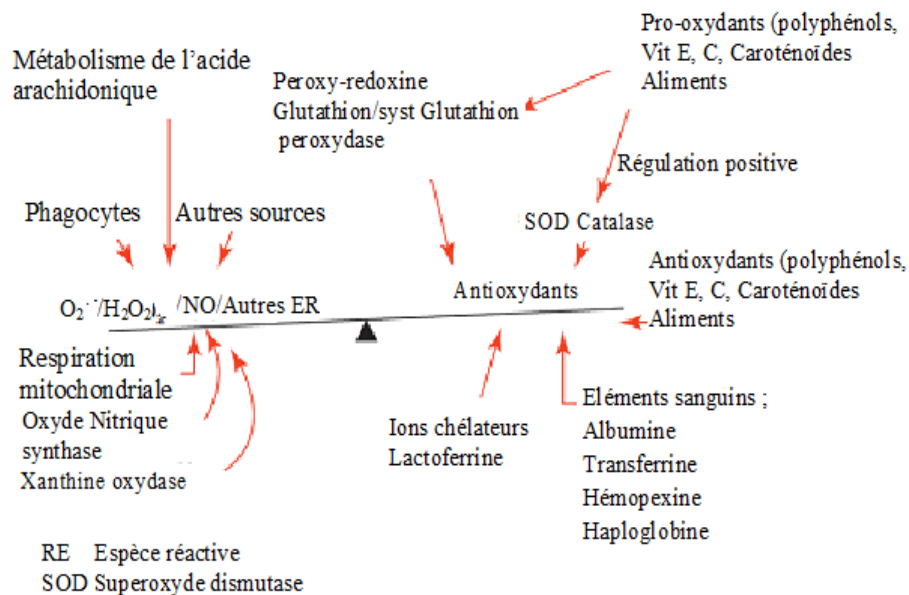 Pro-oxydants (polyphénols,
Vit E, C, Caroténoïdes
Aliments
Métabolisme de l’acide
arachidonique
Peroxy-redoxine
Glutathion/syst Glutathion
peroxydase
Régulation positive
Phagocytes
Autres sources
SOD Catalase
O₂·⁻/H₂O₂ /NO/Autres ER
Antioxydants
Antioxydants (polyphénols,
Vit E, C, Caroténoïdes
Aliments
Respiration
mitochondriale
Oxyde Nitrique
synthase
Xanthine oxydase
Ions chélateurs
Lactoferrine
Eléments sanguins ;
Albumine
Transferrine
Hémopexine
Haploglobine
RE Espèce réactive
SOD Superoxyde dismutase